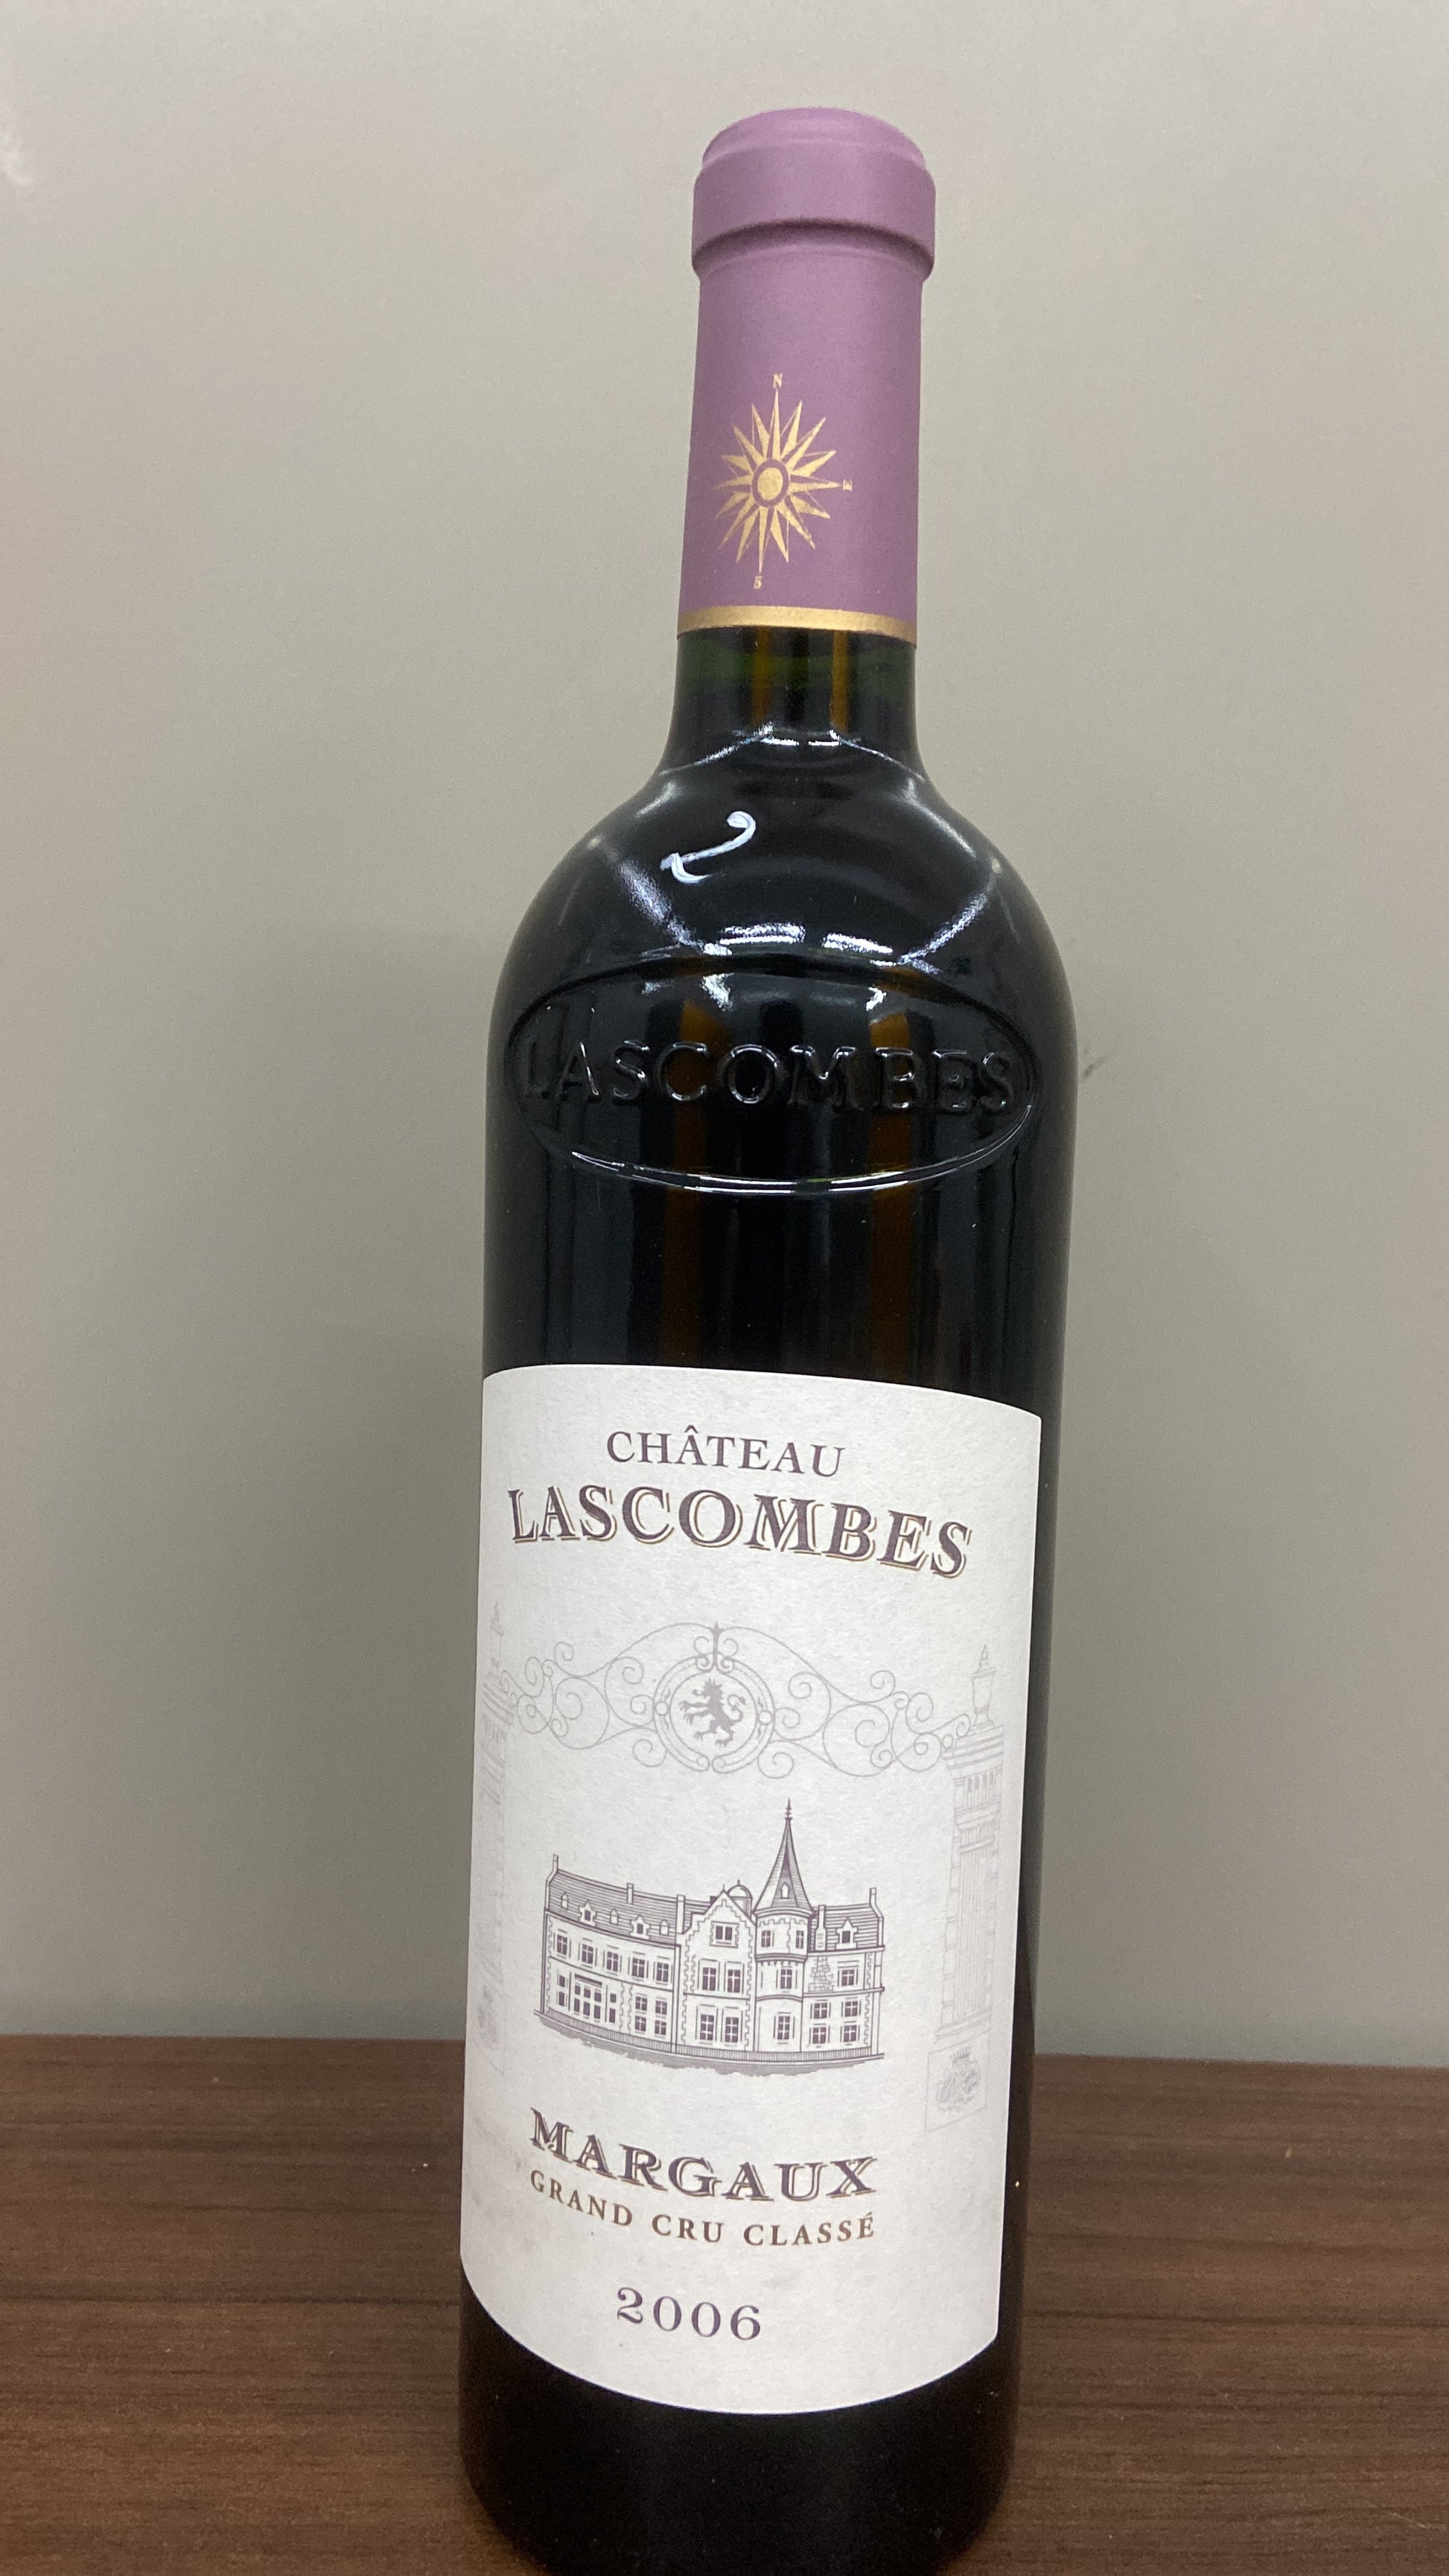 N
E
S
LASCOMBES
CHÂTEAU
LASCOMBES
MARGAUX
GRAND CRU CLASSÉ
2006